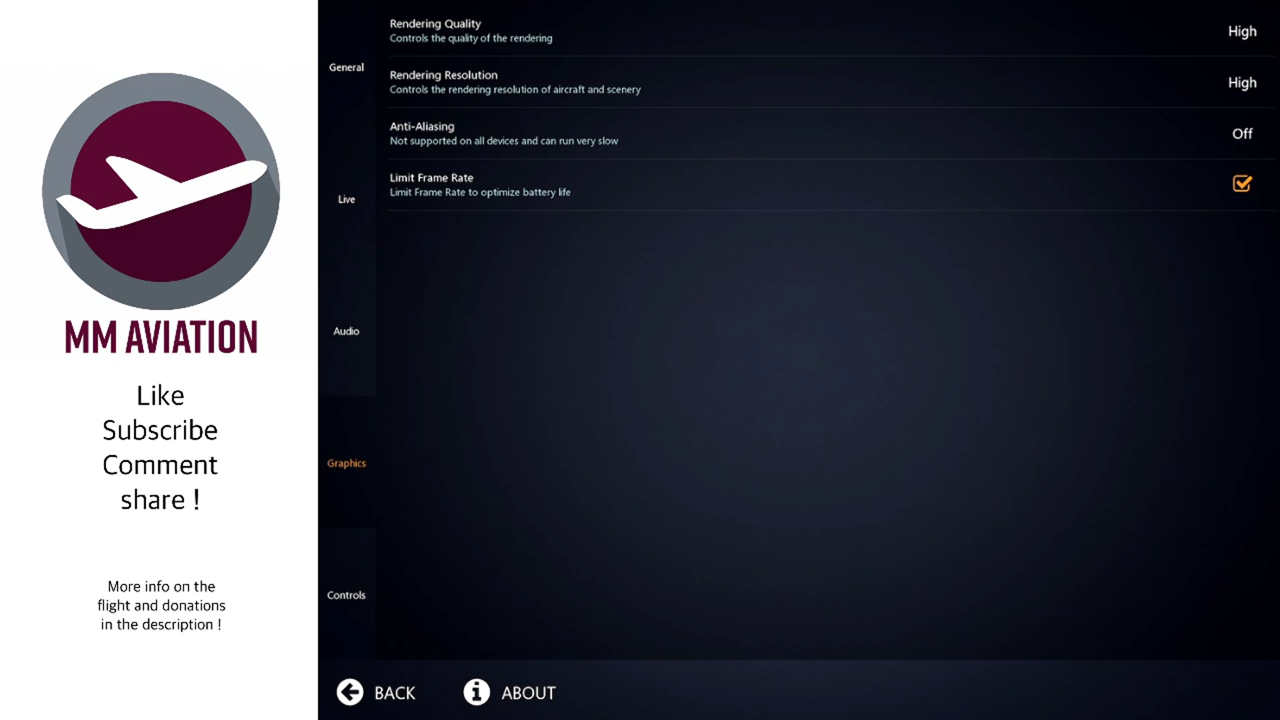 MM AVIATION
Like
Subscribe
Comment
share !
More info on the
flight and donations
in the description !
General
Live
Audio
Graphics
Controls
Rendering Quality
Controls the quality of the rendering
High
Rendering Resolution
Controls the rendering resolution of aircraft and scenery
High
Anti-Aliasing
Not supported on all devices and can run very slow
Off
Limit Frame Rate
Limit Frame Rate to optimize battery life
BACK
ABOUT